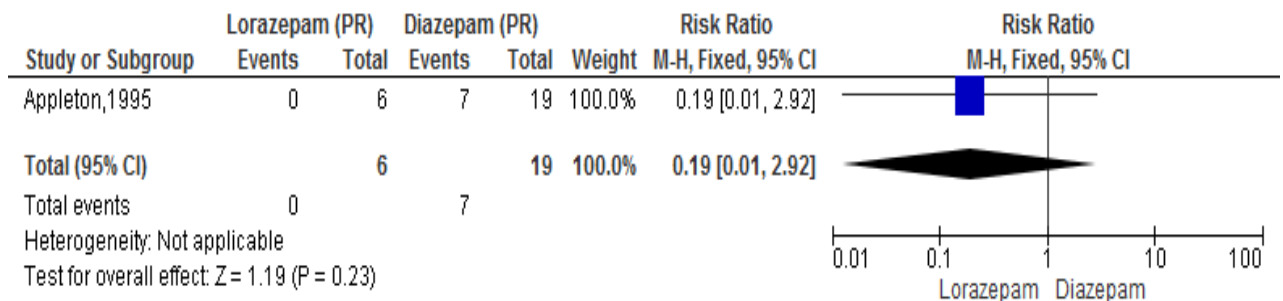 Lorazepam (PR) Diazepam (PR) Risk Ratio Risk Ratio
Study or Subgroup Events Total Events Total Weight M-H, Fixed, 95% CI M-H, Fixed, 95% CI
Appleton,1995 0 6 7 19 100.0% 0.19 [0.01, 2.92]
Total (95% CI) 6 19 100.0% 0.19 [0.01, 2.92]
Total events 0 7
Heterogeneity: Not applicable
Test for overall effect: Z = 1.19 (P = 0.23)
0.01 0.1 1 10 100
Lorazepam Diazepam